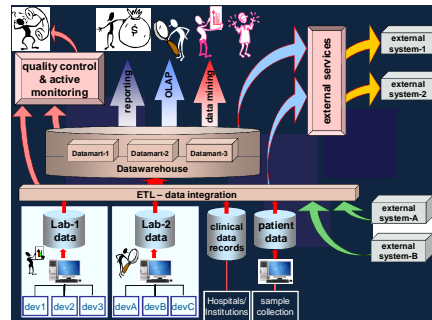 $
external
system-1
quality control
& active
monitoring
reporting
OLAP
data mining
external services
external
system-2
Datamart-1
Datamart-2
Datamart-3
Datawarehouse
ETL – data integration
external
system-A
external
system-B
Lab-1
data
Lab-2
data
clinical
data
records
patient
data
dev1
dev2
dev3
devA
devB
devC
Hospitals/
Institutions
sample
collection